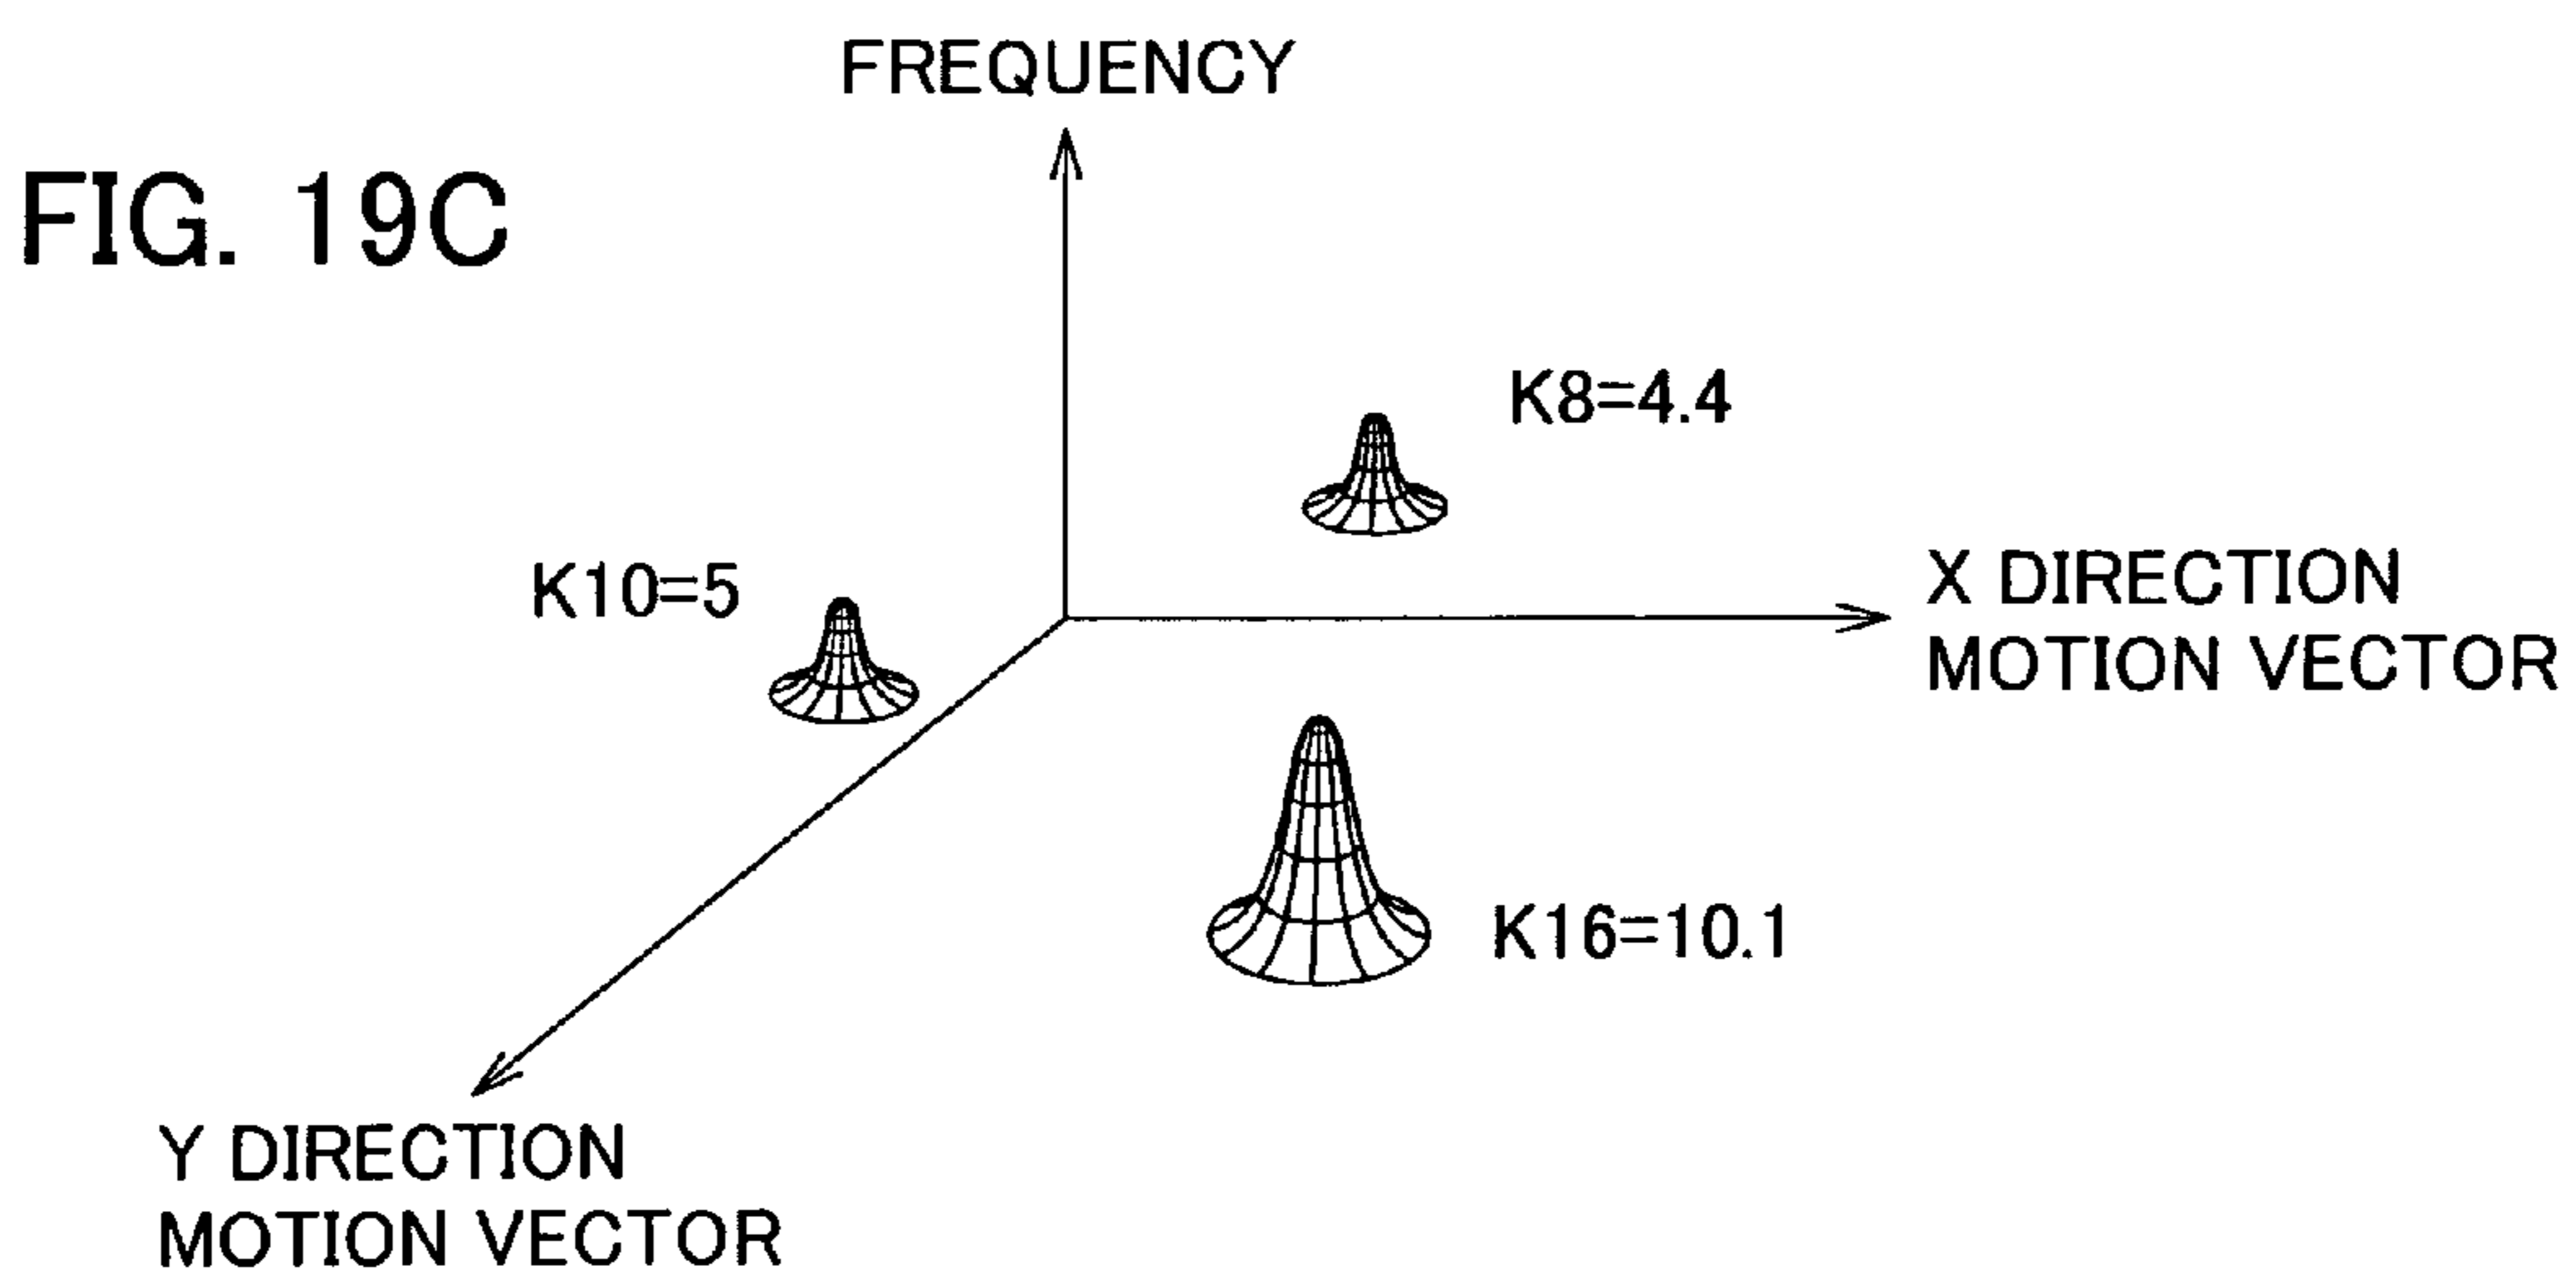 FREQUENCY
FIG. 19C
K8=4.4
K10=5
X DIRECTION
MOTION VECTOR
K16=10.1
Y DIRECTION
MOTION VECTOR